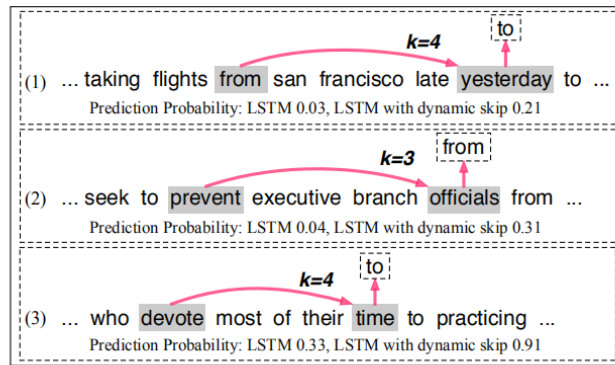 to
k=4
(1) ... taking flights from san francisco late yesterday to ...
Prediction Probability: LSTM 0.03, LSTM with dynamic skip 0.21
from
k=3
(2) ... seek to prevent executive branch officials from ...
Prediction Probability: LSTM 0.04, LSTM with dynamic skip 0.31
to
k=4
(3) ... who devote most of their time to practicing ...
Prediction Probability: LSTM 0.33, LSTM with dynamic skip 0.91